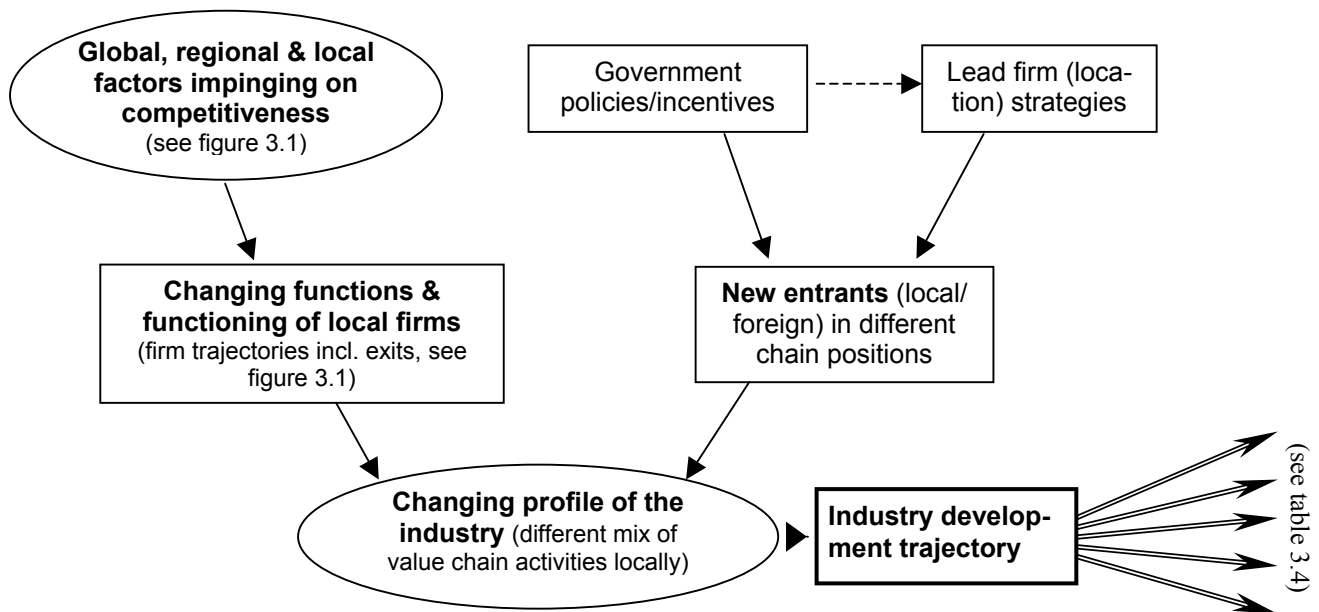 Global, regional & local
factors impinging on
competitiveness
(see figure 3.1)
Government
policies/incentives
Lead firm (loca-
tion) strategies
Changing functions &
functioning of local firms
(firm trajectories incl. exits, see
figure 3.1)
New entrants (local/
foreign) in different
chain positions
Changing profile of the
industry (different mix of
value chain activities locally)
Industry develop-
ment trajectory
(see table 3.4)